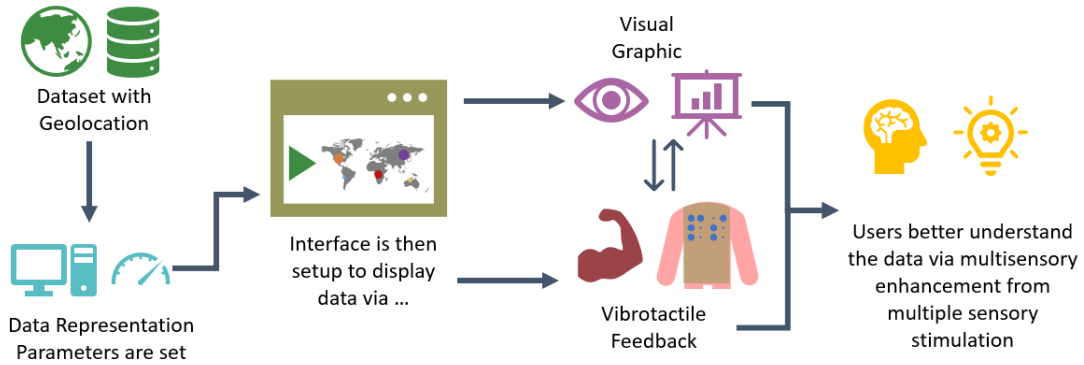 Dataset with
Geolocation
Data Representation
Parameters are set
Interface is then
setup to display
data via ...
Visual
Graphic
Vibrotactile
Feedback
Users better understand
the data via multisensory
enhancement from
multiple sensory
stimulation